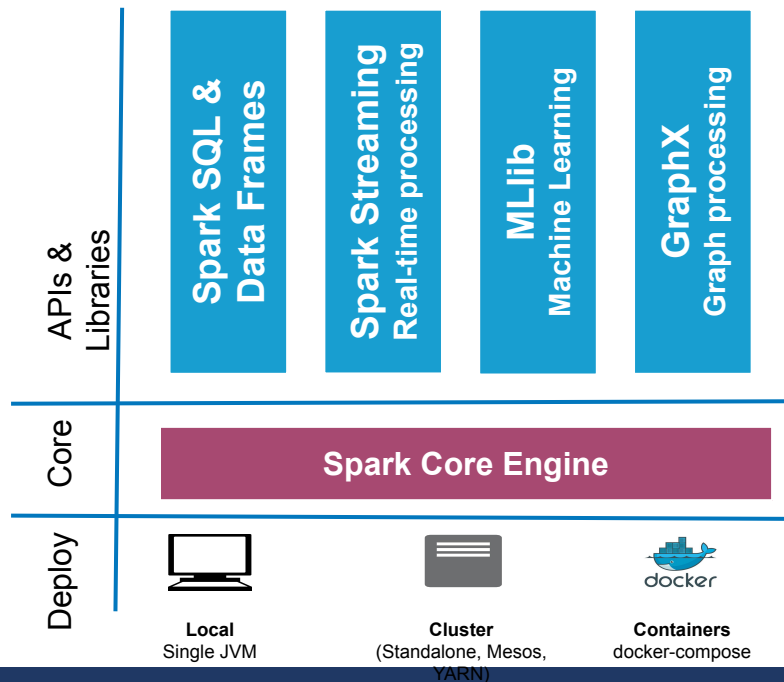 APIs &
Libraries
Spark SQL &
Data Frames
Spark Streaming
Real-time processing
MLlib
Machine Learning
GraphX
Graph processing
Core
Spark Core Engine
Deploy
docker
Local
Single JVM
Cluster
(Standalone, Mesos,
YARN)
Containers
docker-compose